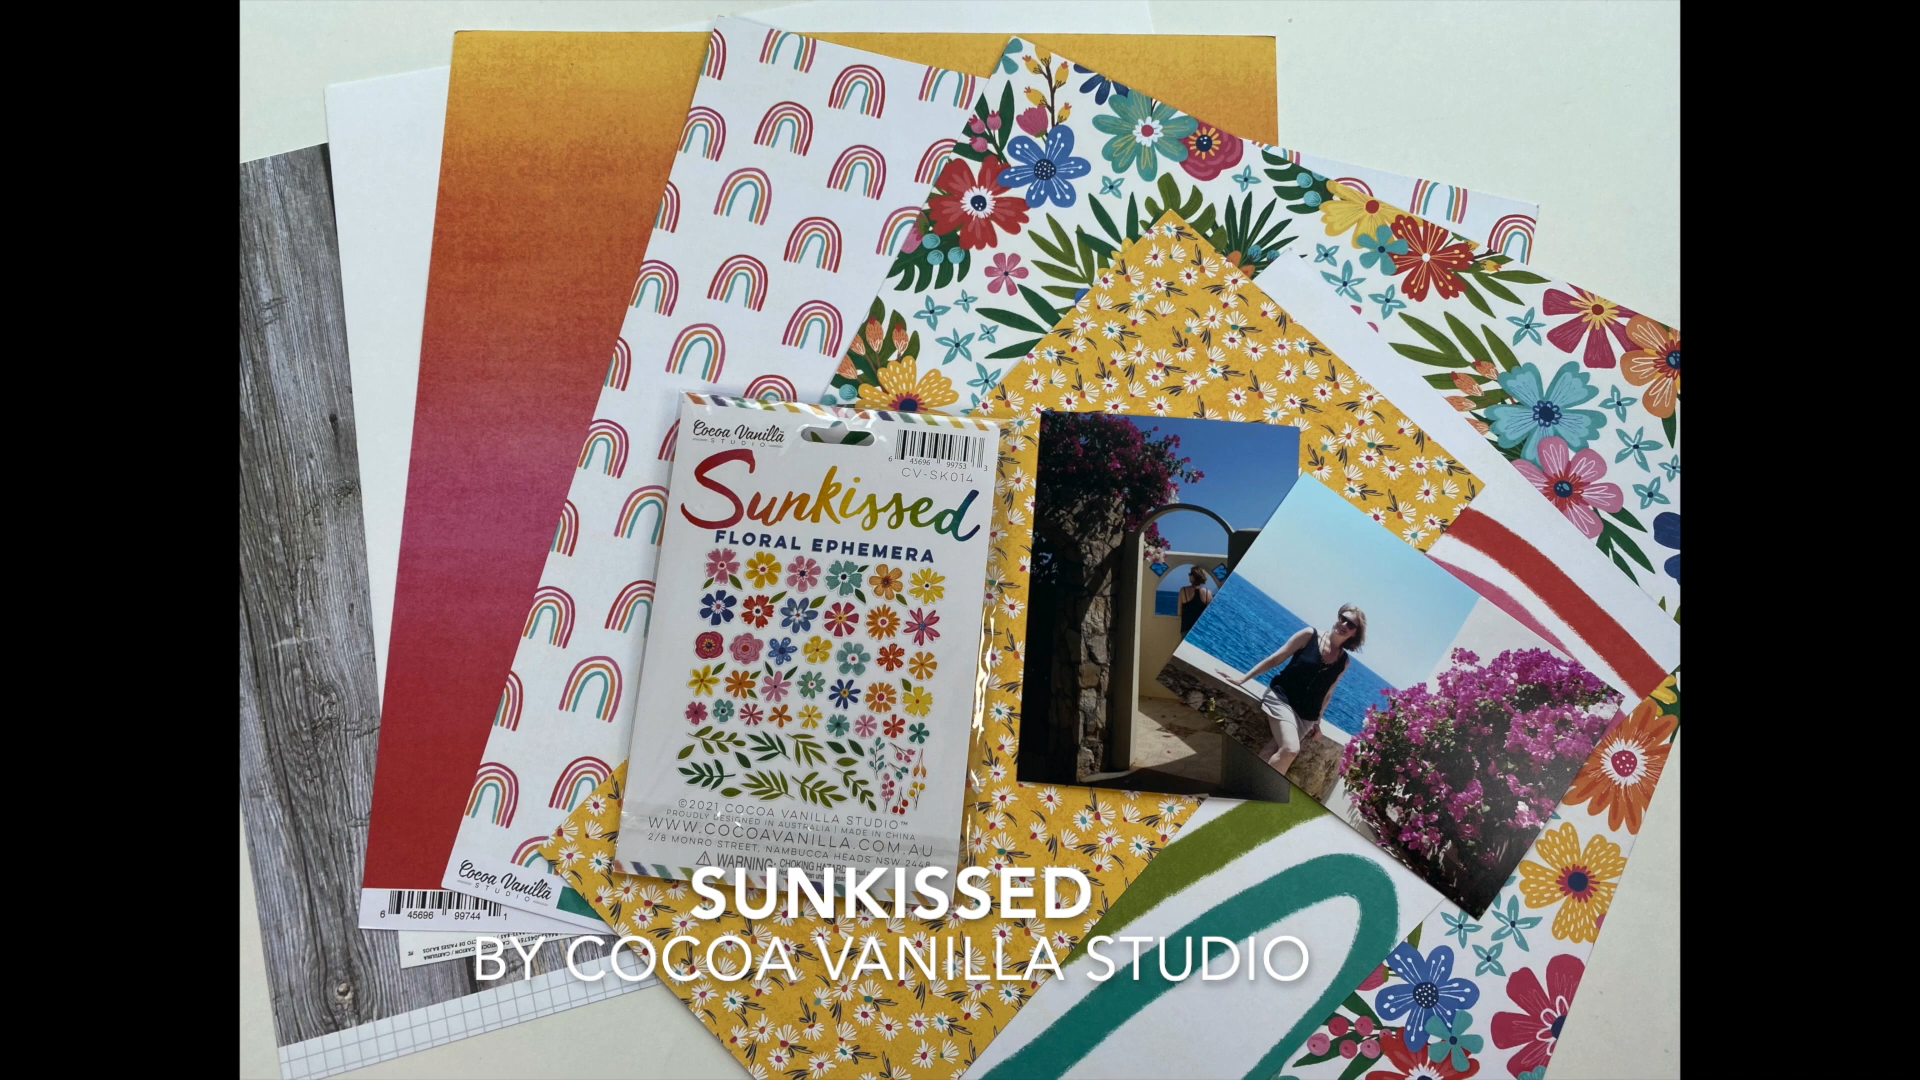 Cocoa Vanilla
STUDIO
6 45696 99753 3
CV-SK014
Sunkissed
FLORAL EPHEMERA
©2021 COCOA VANILLA STUDIO™
PROUDLY DESIGNED IN AUSTRALIA | MADE IN CHINA
WWW.COCOAVANILLA.COM.AU
2/8 MONRO STREET, NAMBUCCA HEADS NSW 2448
⚠ WARNING: CHOKING HAZARD
Cocoa Vanilla
STUDIO
6 45696 99744 1
SUNKISSED
BY COCOA VANILLA STUDIO